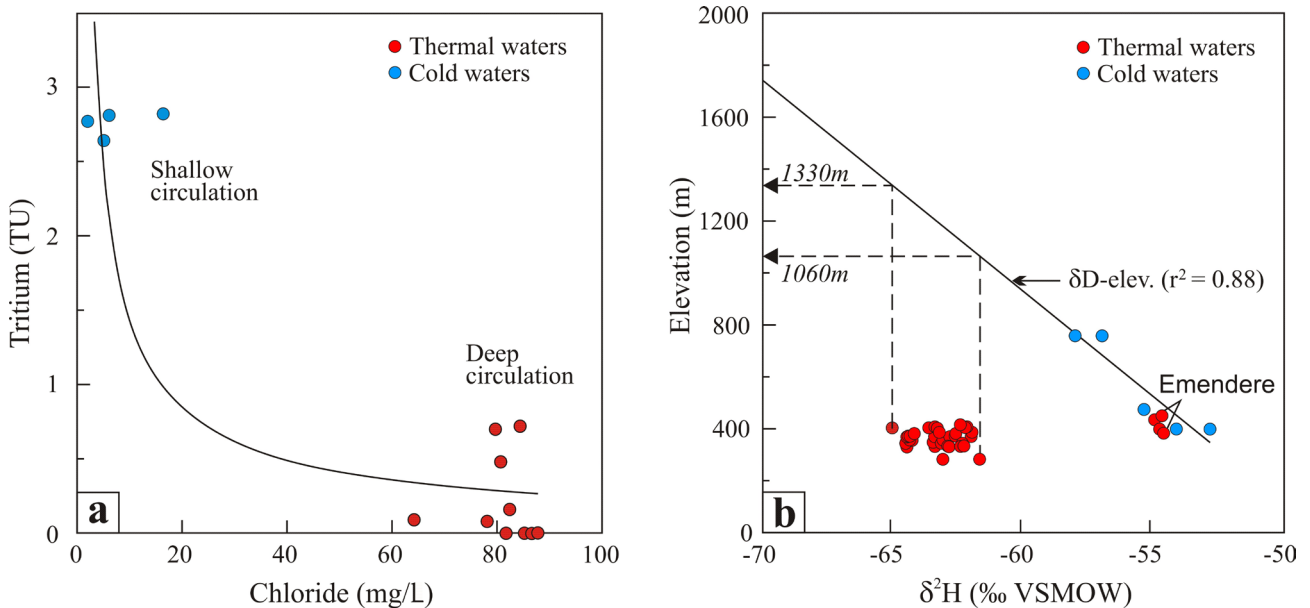 Thermal waters
Cold waters
Shallow
circulation
Deep
circulation
3
2
1
0
Tritium (TU)
a
0
20
40
60
80
100
Chloride (mg/L)
Thermal waters
Cold waters
2000
1600
1200
800
400
0
Elevation (m)
1330m
1060m
δD-elev. (r² = 0.88)
Emendere
b
-70
-65
-60
-55
-50
δ²H (‰ VSMOW)